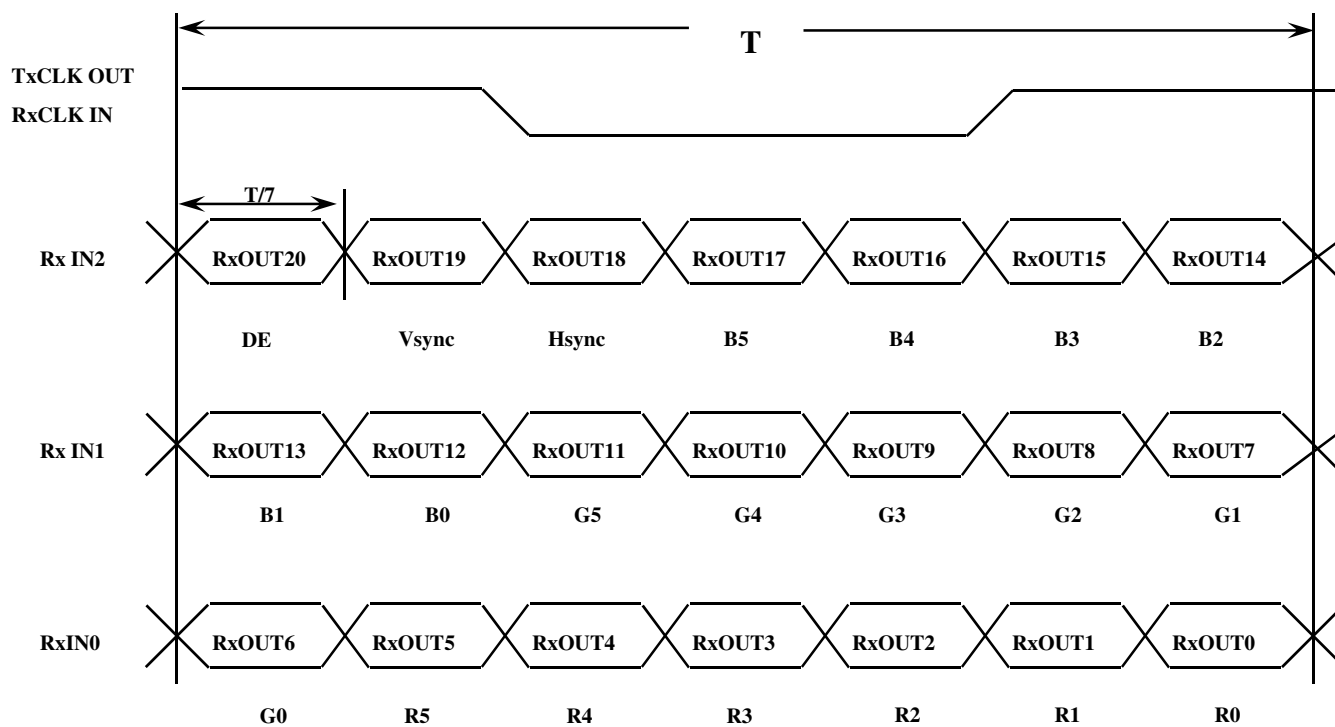 T
TxCLK OUT
RxCLK IN
T/7
Rx IN2 RxOUT20 RxOUT19 RxOUT18 RxOUT17 RxOUT16 RxOUT15 RxOUT14
DE Vsync Hsync B5 B4 B3 B2
Rx IN1 RxOUT13 RxOUT12 RxOUT11 RxOUT10 RxOUT9 RxOUT8 RxOUT7
B1 B0 G5 G4 G3 G2 G1
RxIN0 RxOUT6 RxOUT5 RxOUT4 RxOUT3 RxOUT2 RxOUT1 RxOUT0
G0 R5 R4 R3 R2 R1 R0